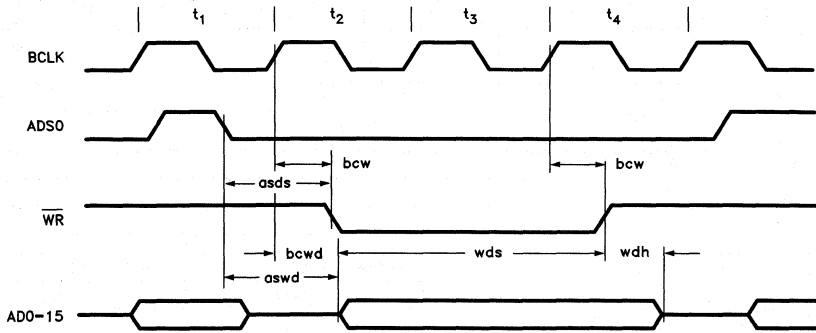 t1 t2 t3 t4
BCLK
ADS0
bcw bcw
asds
WR
bcwd wds wdh
aswd
AD0-15